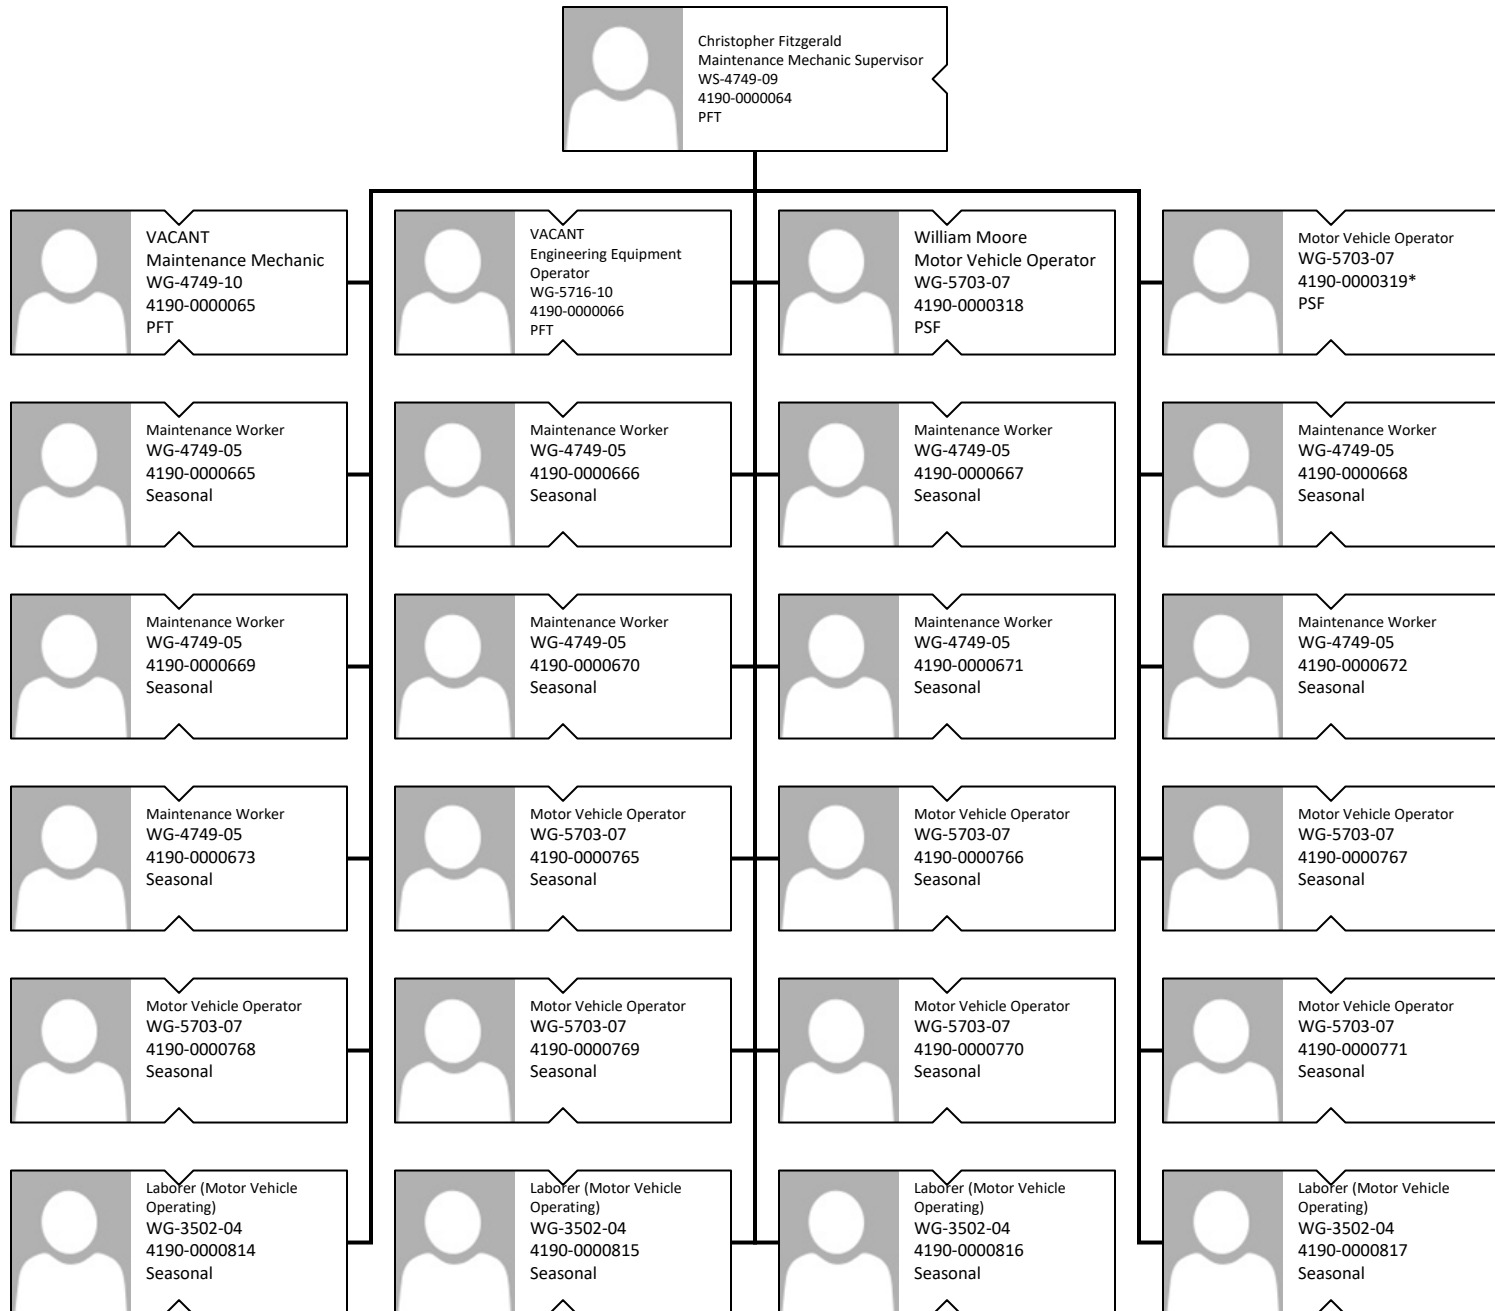 Christopher Fitzgerald
Maintenance Mechanic Supervisor
WS-4749-09
4190-0000064
PFT
VACANT
Maintenance Mechanic
WG-4749-10
4190-0000065
PFT
VACANT
Engineering Equipment
Operator
WG-5716-10
4190-0000066
PFT
William Moore
Motor Vehicle Operator
WG-5703-07
4190-0000318
PSF
Motor Vehicle Operator
WG-5703-07
4190-0000319*
PSF
Maintenance Worker
WG-4749-05
4190-0000665
Seasonal
Maintenance Worker
WG-4749-05
4190-0000666
Seasonal
Maintenance Worker
WG-4749-05
4190-0000667
Seasonal
Maintenance Worker
WG-4749-05
4190-0000668
Seasonal
Maintenance Worker
WG-4749-05
4190-0000669
Seasonal
Maintenance Worker
WG-4749-05
4190-0000670
Seasonal
Maintenance Worker
WG-4749-05
4190-0000671
Seasonal
Maintenance Worker
WG-4749-05
4190-0000672
Seasonal
Maintenance Worker
WG-4749-05
4190-0000673
Seasonal
Motor Vehicle Operator
WG-5703-07
4190-0000765
Seasonal
Motor Vehicle Operator
WG-5703-07
4190-0000766
Seasonal
Motor Vehicle Operator
WG-5703-07
4190-0000767
Seasonal
Motor Vehicle Operator
WG-5703-07
4190-0000768
Seasonal
Motor Vehicle Operator
WG-5703-07
4190-0000769
Seasonal
Motor Vehicle Operator
WG-5703-07
4190-0000770
Seasonal
Motor Vehicle Operator
WG-5703-07
4190-0000771
Seasonal
Laborer (Motor Vehicle
Operating)
WG-3502-04
4190-0000814
Seasonal
Laborer (Motor Vehicle
Operating)
WG-3502-04
4190-0000815
Seasonal
Laborer (Motor Vehicle
Operating)
WG-3502-04
4190-0000816
Seasonal
Laborer (Motor Vehicle
Operating)
WG-3502-04
4190-0000817
Seasonal